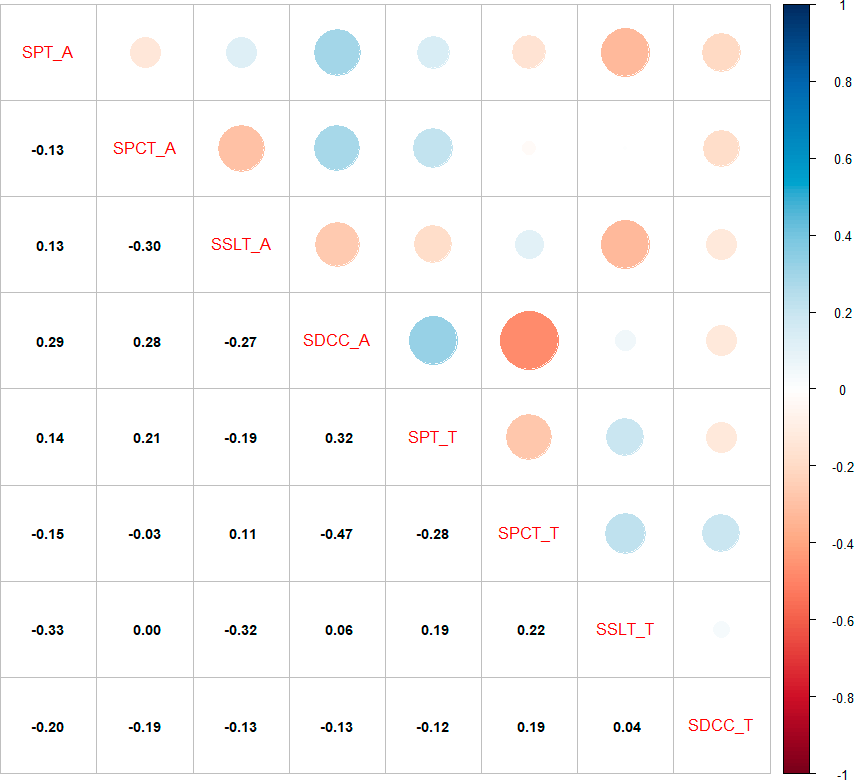 SPT_A
-0.13 SPCT_A
0.13 -0.30 SSLT_A
0.29 0.28 -0.27 SDCC_A
0.14 0.21 -0.19 0.32 SPT_T
-0.15 -0.03 0.11 -0.47 -0.28 SPCT_T
-0.33 0.00 -0.32 0.06 0.19 0.22 SSLT_T
-0.20 -0.19 -0.13 -0.13 -0.12 0.19 0.04 SDCC_T
1
0.8
0.6
0.4
0.2
0
-0.2
-0.4
-0.6
-0.8
-1